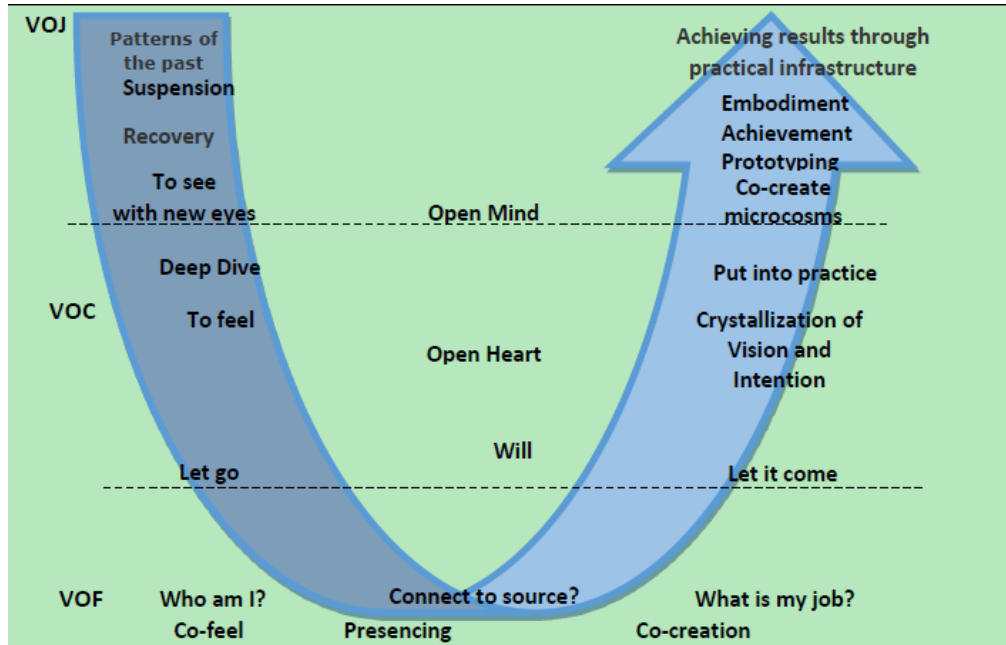 VOJ
Patterns of
the past
Suspension
Recovery
To see
with new eyes
Deep Dive
VOC
To feel
Let go
Open Mind
Open Heart
Will
Achieving results through
practical infrastructure
Embodiment
Achievement
Prototyping
Co-create
microcosms
Put into practice
Crystallization of
Vision and
Intention
Let it come
VOF
Who am I?
Connect to source?
What is my job?
Co-feel
Presencing
Co-creation